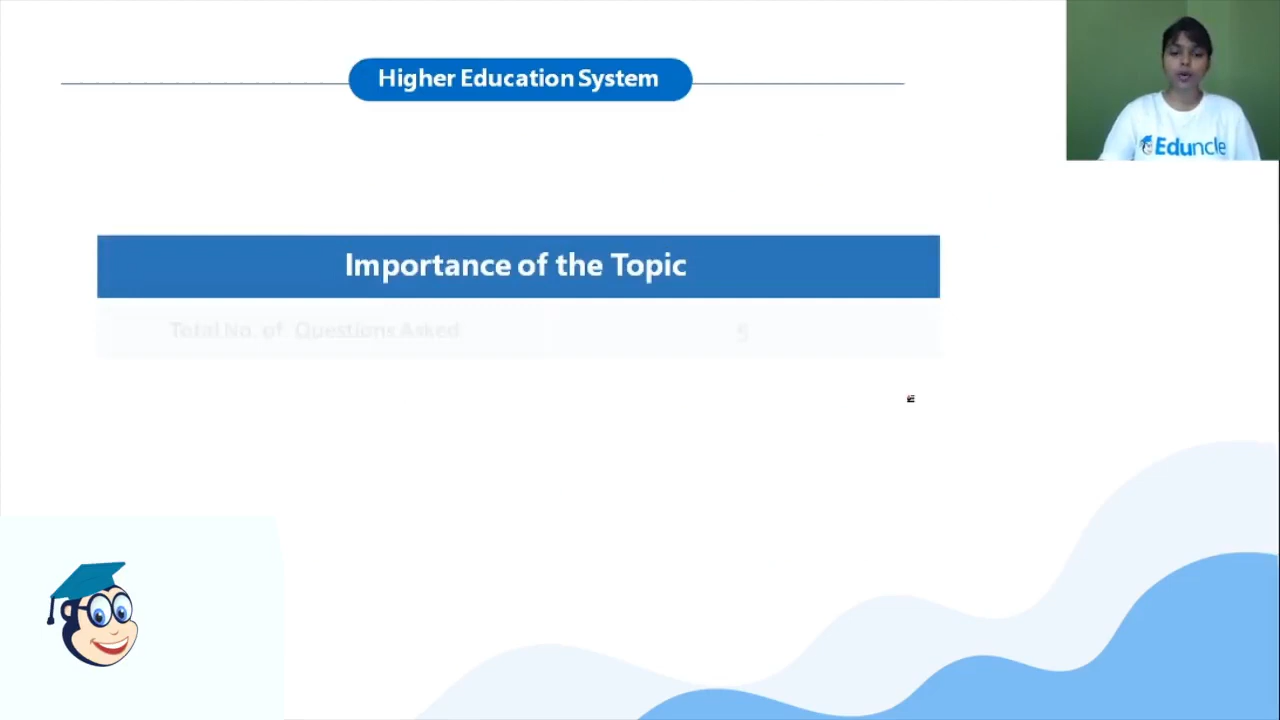 Higher Education System
Eduncle
Importance of the Topic
Total No. of Questions Asked